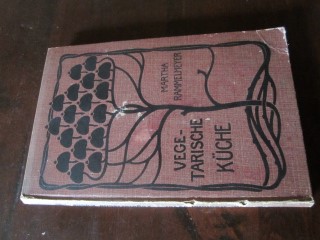 MARTHA
RAMMELMEYER
VEGE-
TARISCHE
KÜCHE